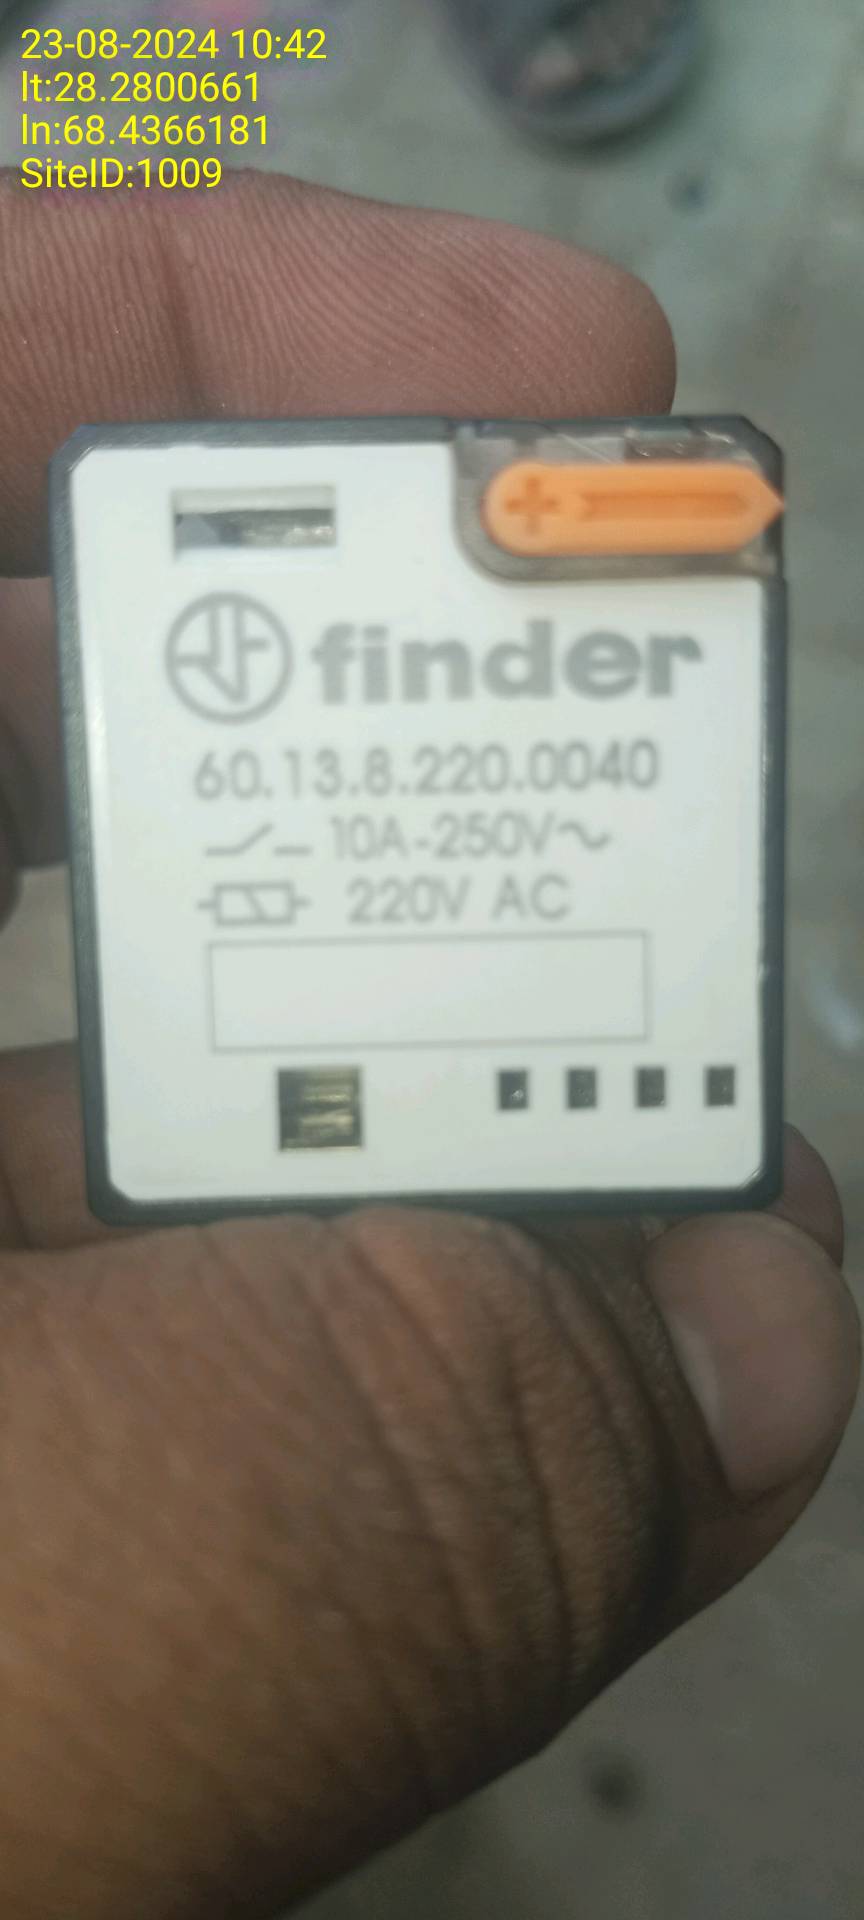 23-08-2024 10:42
lt:28.2800661
ln:68.4366181
SiteID:1009
finder
60.13.8.220.0040
10A-250V~
220V AC